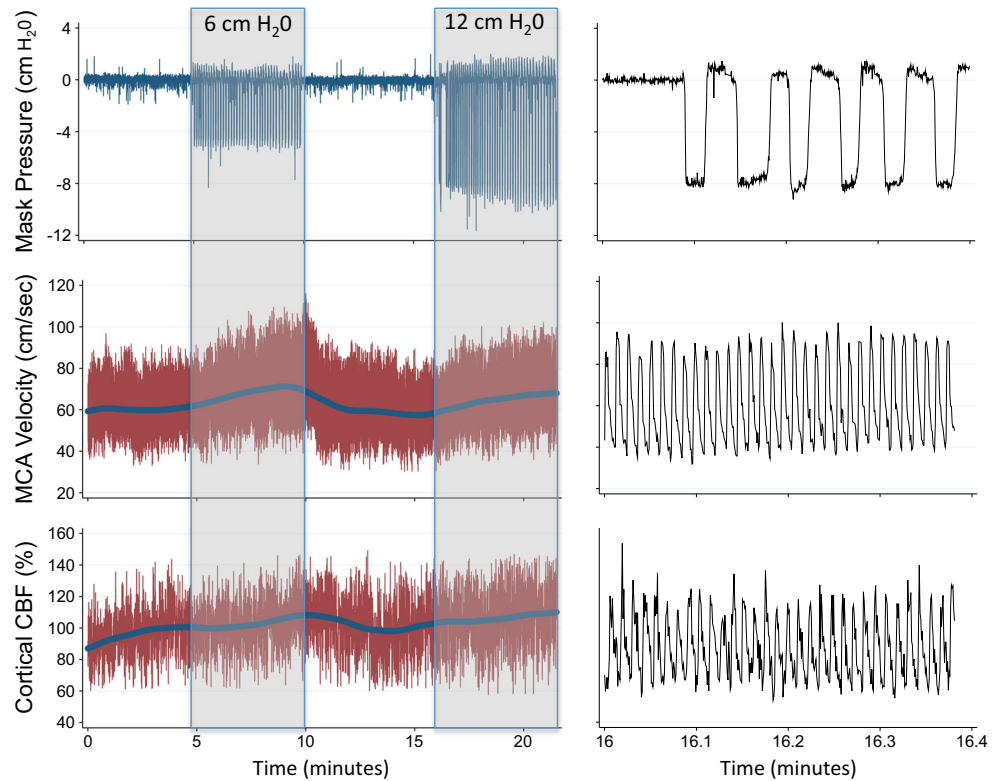 6 cm H₂0
12 cm H₂0
Mask Pressure (cm H₂O)
4
0
-4
-8
-12
MCA Velocity (cm/sec)
120
100
80
60
40
20
Cortical CBF (%)
160
140
120
100
80
60
40
0 5 10 15 20
16 16.1 16.2 16.3 16.4
Time (minutes)
Time (minutes)